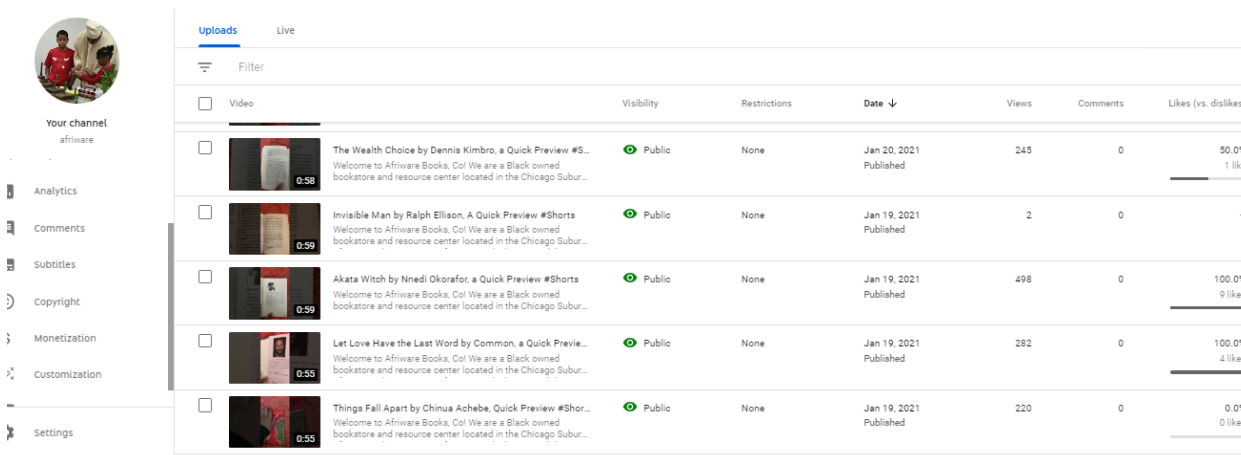 Uploads Live
Filter
Video Visibility Restrictions Date Views Comments Likes (vs. dislikes
Your channel
afriware
Analytics
Comments
Subtitles
Copyright
Monetization
Customization
Settings
0:58
The Wealth Choice by Dennis Kimbro, a Quick Preview #S...
Welcome to Afriware Books, Co! We are a Black owned
bookstore and resource center located in the Chicago Subur...
Public None Jan 20, 2021 245 0 50.0%
Published 1 lik
0:59
Invisible Man by Ralph Ellison, A Quick Preview #Shorts
Welcome to Afriware Books, Co! We are a Black owned
bookstore and resource center located in the Chicago Subur...
Public None Jan 19, 2021 2 0
Published
0:59
Akata Witch by Nnedi Okorafor, a Quick Preview #Shorts
Welcome to Afriware Books, Co! We are a Black owned
bookstore and resource center located in the Chicago Subur...
Public None Jan 19, 2021 498 0 100.0%
Published 9 like
0:55
Let Love Have the Last Word by Common, a Quick Previe...
Welcome to Afriware Books, Co! We are a Black owned
bookstore and resource center located in the Chicago Subur...
Public None Jan 19, 2021 282 0 100.0%
Published 4 like
0:55
Things Fall Apart by Chinua Achebe, Quick Preview #Shor...
Welcome to Afriware Books, Co! We are a Black owned
bookstore and resource center located in the Chicago Subur...
Public None Jan 19, 2021 220 0 0.0%
Published 0 like